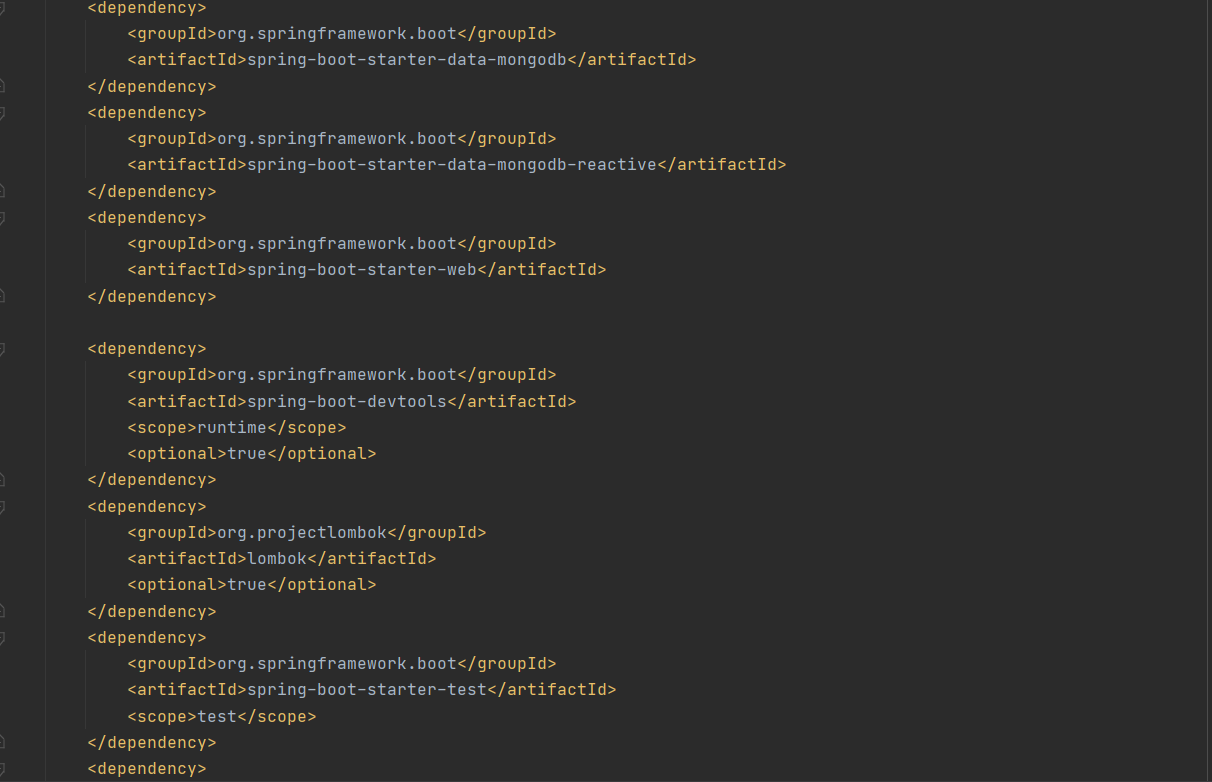 <dependency>
<groupId>org.springframework.boot</groupId>
<artifactId>spring-boot-starter-data-mongodb</artifactId>
</dependency>
<dependency>
<groupId>org.springframework.boot</groupId>
<artifactId>spring-boot-starter-data-mongodb-reactive</artifactId>
</dependency>
<dependency>
<groupId>org.springframework.boot</groupId>
<artifactId>spring-boot-starter-web</artifactId>
</dependency>
<dependency>
<groupId>org.springframework.boot</groupId>
<artifactId>spring-boot-devtools</artifactId>
<scope>runtime</scope>
<optional>true</optional>
</dependency>
<dependency>
<groupId>org.projectlombok</groupId>
<artifactId>lombok</artifactId>
<optional>true</optional>
</dependency>
<dependency>
<groupId>org.springframework.boot</groupId>
<artifactId>spring-boot-starter-test</artifactId>
<scope>test</scope>
</dependency>
<dependency>